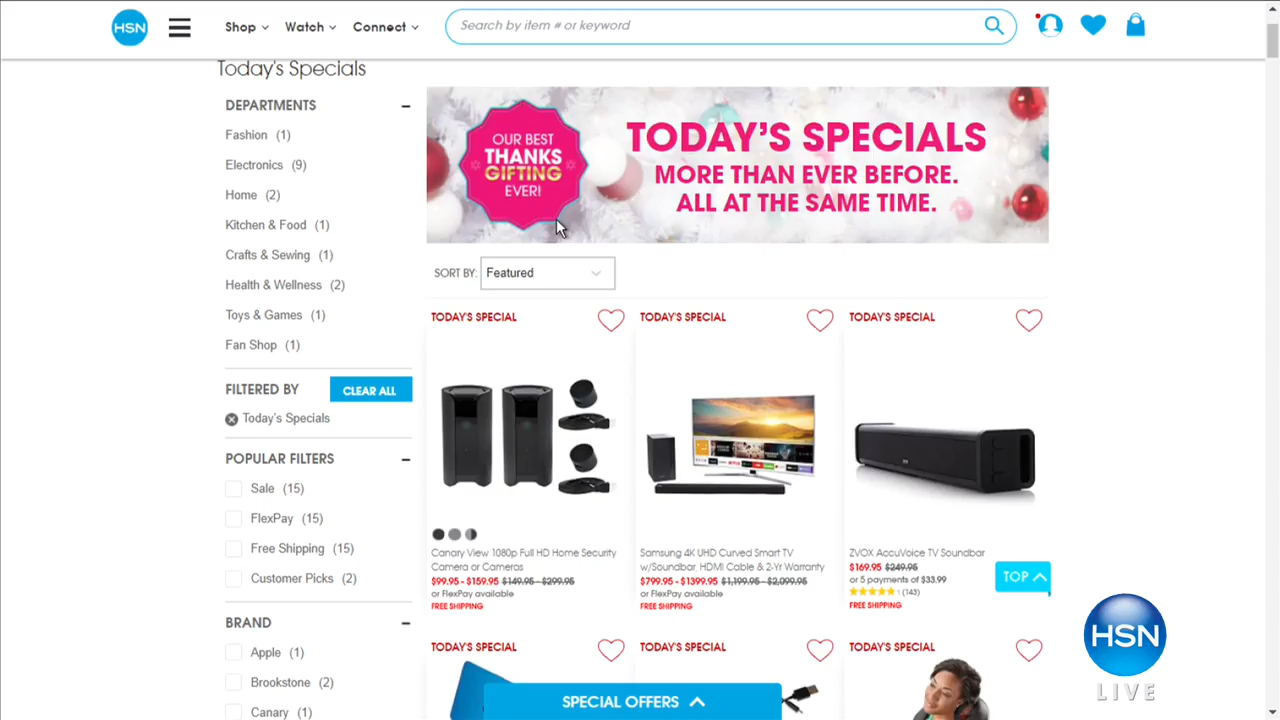 HSN
Shop
Watch
Connect
Search by item # or keyword
Today's Specials
DEPARTMENTS
Fashion (1)
Electronics (9)
Home (2)
Kitchen & Food (1)
Crafts & Sewing (1)
Health & Wellness (2)
Toys & Games (1)
Fan Shop (1)
FILTERED BY
CLEAR ALL
Today's Specials
POPULAR FILTERS
Sale (15)
FlexPay (15)
Free Shipping (15)
Customer Picks (2)
BRAND
Apple (1)
Brookstone (2)
Canary (1)
OUR BEST
THANKS
GIFTING
EVER!
TODAY'S SPECIALS
MORE THAN EVER BEFORE.
ALL AT THE SAME TIME.
SORT BY: Featured
TODAY'S SPECIAL
Canary View 1080p Full HD Home Security
Camera or Cameras
$99.95 - $159.95 $149.95 - $299.95
or FlexPay available
FREE SHIPPING
TODAY'S SPECIAL
Samsung 4K UHD Curved Smart TV
w/Soundbar, HDMI Cable & 2-Yr Warranty
$799.95 - $1399.95 $1,199.95 - $2,099.95
or FlexPay available
FREE SHIPPING
TODAY'S SPECIAL
ZVOX AccuVoice TV Soundbar
$169.95 $249.95
or 5 payments of $33.99
(143)
FREE SHIPPING
TOP
TODAY'S SPECIAL
TODAY'S SPECIAL
TODAY'S SPECIAL
SPECIAL OFFERS
HSN
LIVE